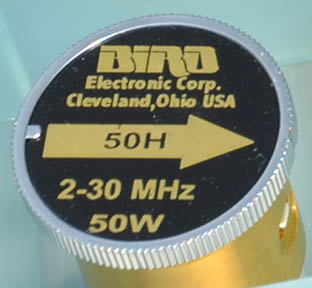 BIRD
Electronic Corp.
Cleveland,Ohio USA
50H
2-30 MHz
50W